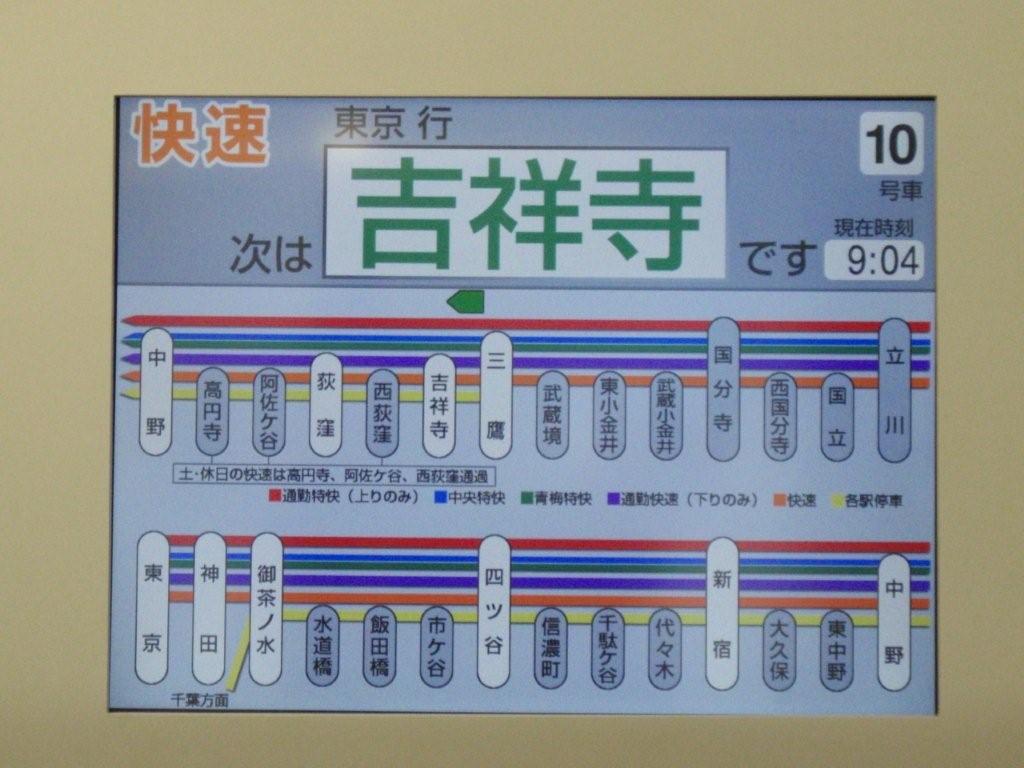 快速
東京 行
10
号車
次は
吉祥寺
です
現在時刻
9:04
中野
高円寺
阿佐ケ谷
荻窪
西荻窪
吉祥寺
三鷹
武蔵境
東小金井
武蔵小金井
国分寺
西国分寺
国立
立川
土・休日の快速は高円寺、阿佐ケ谷、西荻窪通過
■通勤特快（上りのみ） ■中央特快 ■青梅特快 ■通勤快速（下りのみ） ■快速 ■各駅停車
東京
神田
御茶ノ水
水道橋
飯田橋
市ケ谷
四ツ谷
信濃町
千駄ケ谷
代々木
新宿
大久保
東中野
中野
千葉方面